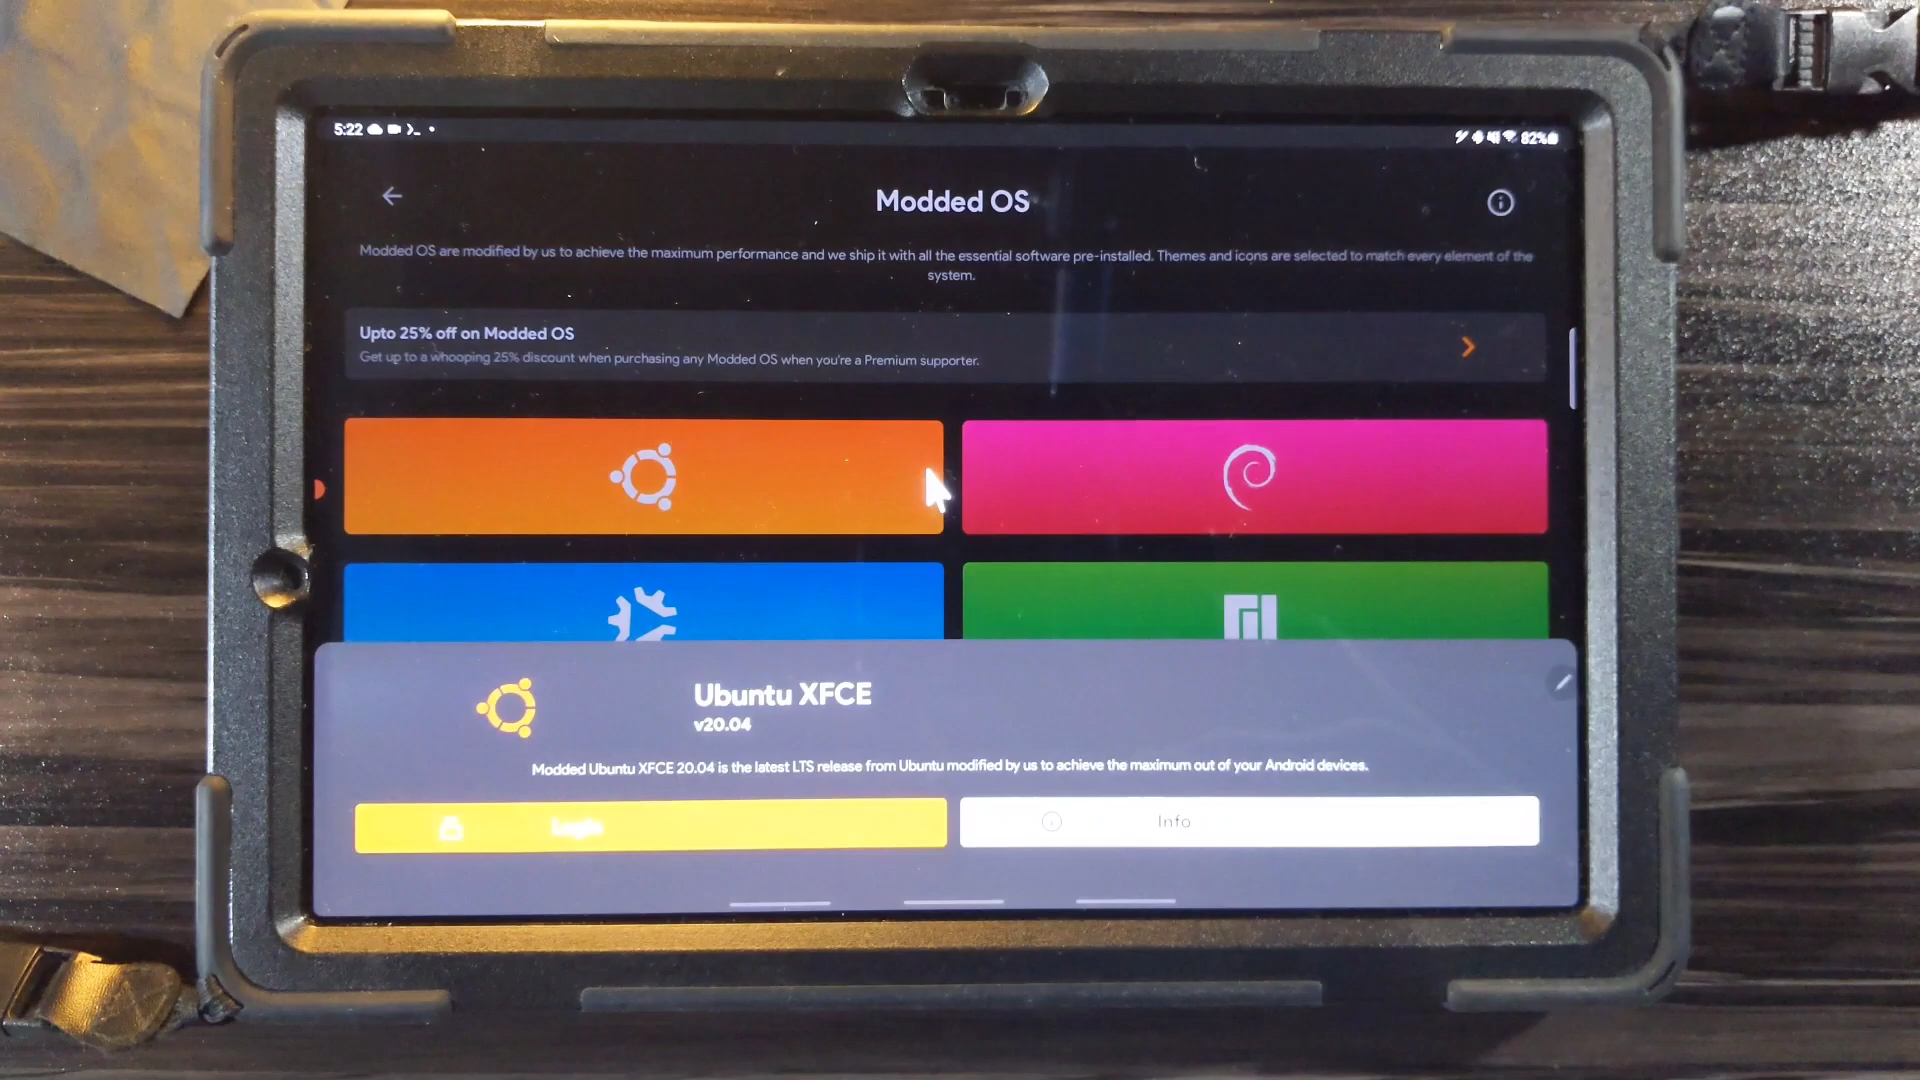 5:22
82%
Modded OS
Modded OS are modified by us to achieve the maximum performance and we ship it with all the essential software pre-installed. Themes and icons are selected to match every element of the
system.
Upto 25% off on Modded OS
Get up to a whooping 25% discount when purchasing any Modded OS when you're a Premium supporter.
Ubuntu XFCE
v20.04
Modded Ubuntu XFCE 20.04 is the latest LTS release from Ubuntu modified by us to achieve the maximum out of your Android devices.
Login
Info